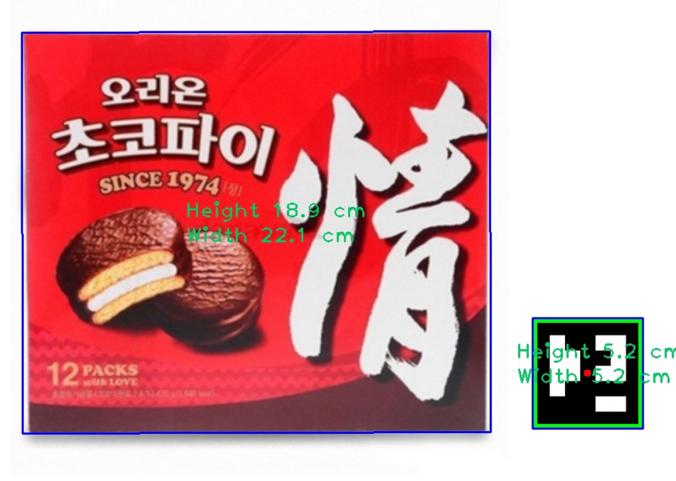 오리온
초코파이
SINCE 1974 [정]
情
Height 18.9 cm
Width 22.1 cm
12 PACKS
with LOVE
Height 5.2 cm
Width 5.2 cm